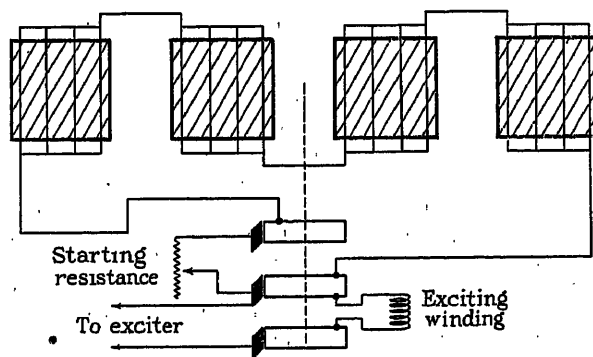 Starting
resistance
To exciter
Exciting
winding